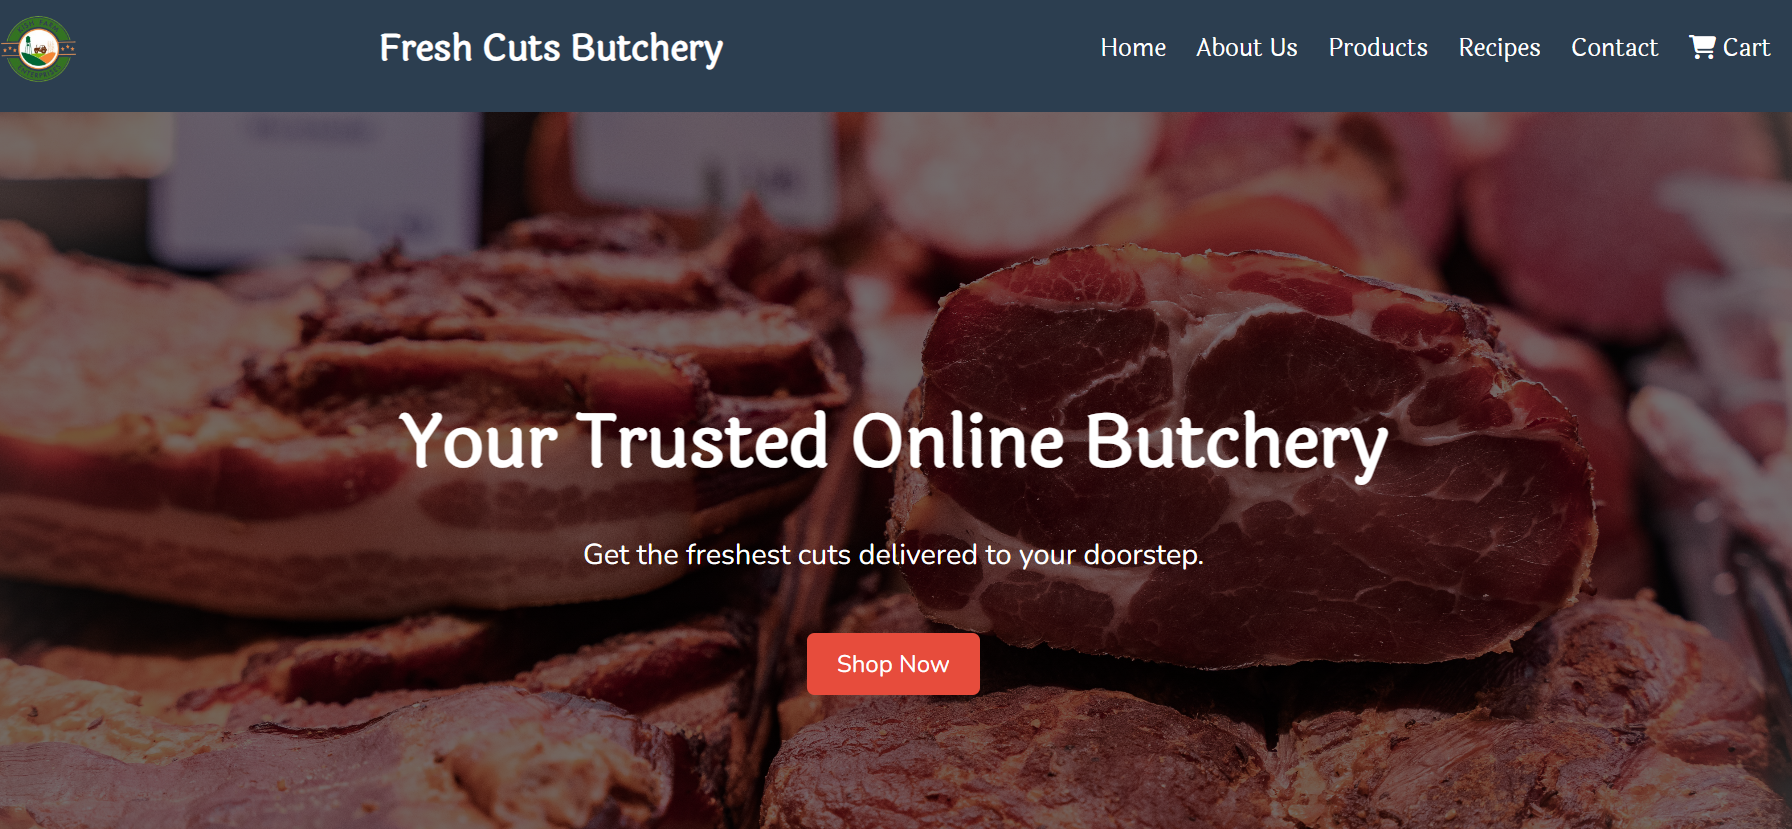 Fresh Cuts Butchery
Home About Us Products Recipes Contact Cart
Your Trusted Online Butchery
Get the freshest cuts delivered to your doorstep.
Shop Now